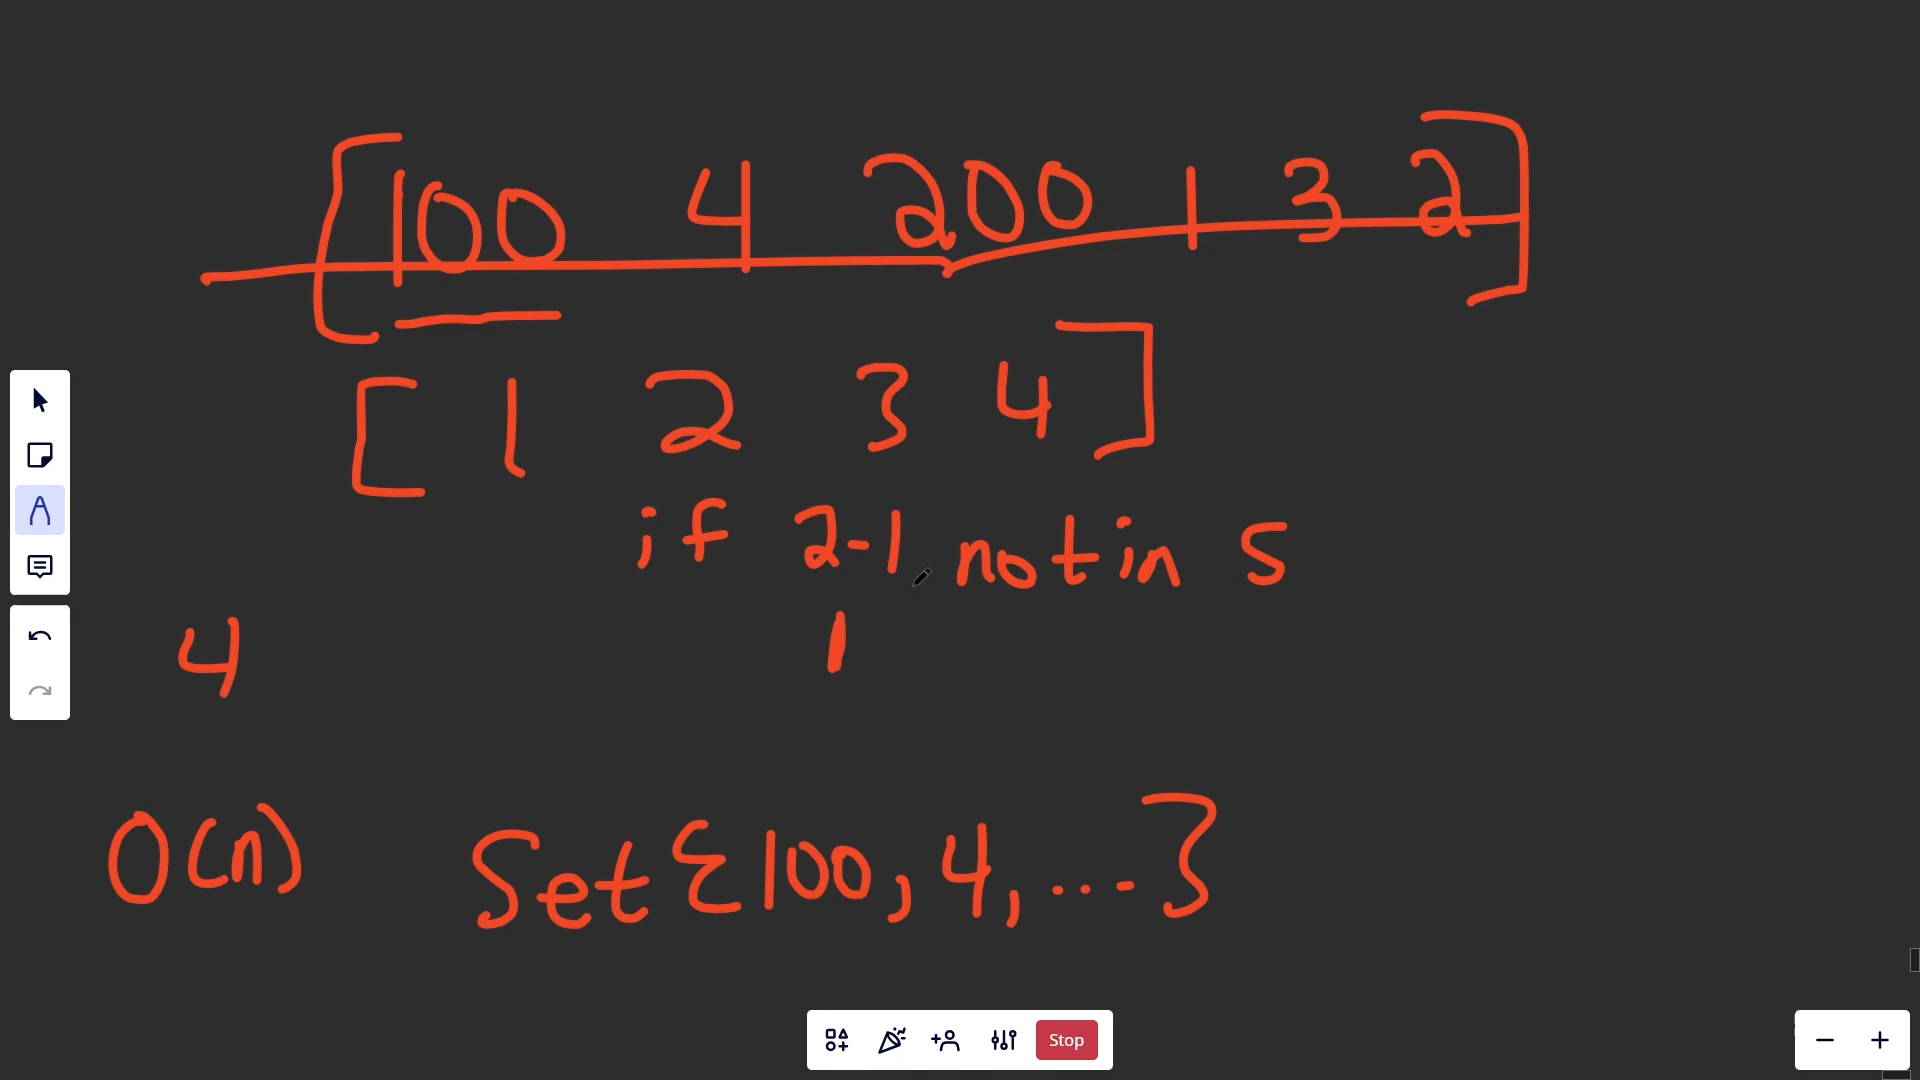 [100 4 200 1 3 2]
[1 2 3 4]
if 2-1 not in S
1
4
O(n)
Set{100, 4, ...}
Stop